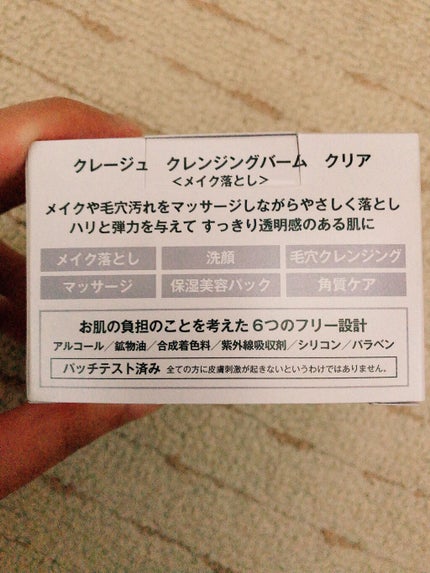 クレージュ クレンジングバーム クリア
<メイク落とし>
メイクや毛穴汚れをマッサージしながらやさしく落とし
ハリと弾力を与えて すっきり透明感のある肌に
メイク落とし 洗顔 毛穴クレンジング
マッサージ 保湿美容パック 角質ケア
お肌の負担のことを考えた 6つのフリー設計
アルコール/鉱物油/合成着色料/紫外線吸収剤/シリコン/パラベン
パッチテスト済み 全ての方に皮膚刺激が起きないというわけではありません。